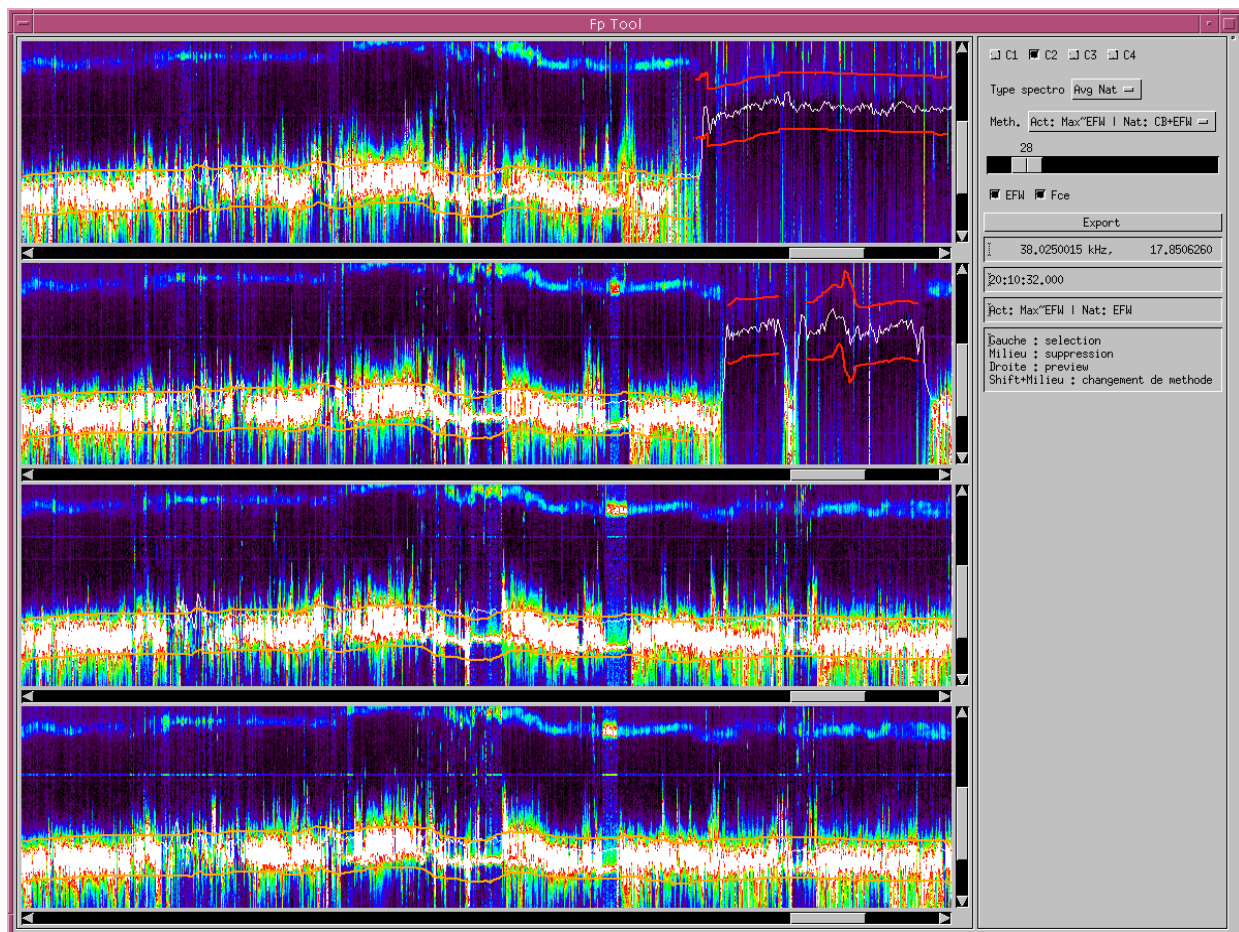 Fp Tool
C1 C2 C3 C4
Type spectro Avg Nat
Meth. Act: Max~EFW | Nat: CB+EFW
28
EFW Fce
Export
38.0250015 kHz, 17.8506260
20:10:32.000
Act: Max~EFW | Nat: EFW
Gauche : selection
Milieu : suppression
Droite : preview
Shift+Milieu : changement de methode